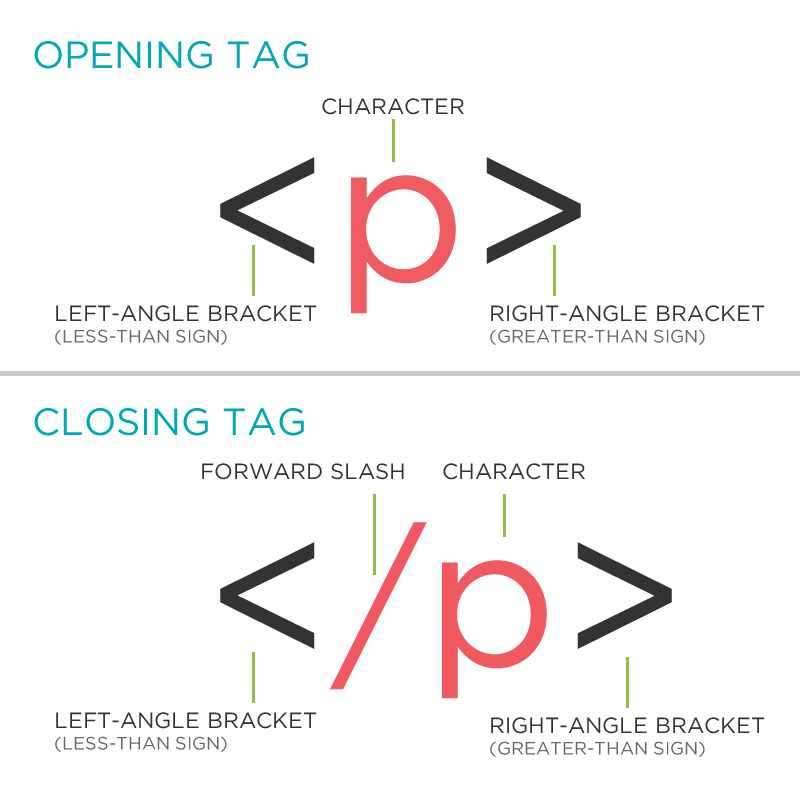 OPENING TAG
CHARACTER
<p>
LEFT-ANGLE BRACKET
(LESS-THAN SIGN)
RIGHT-ANGLE BRACKET
(GREATER-THAN SIGN)
CLOSING TAG
FORWARD SLASH
CHARACTER
</p>
LEFT-ANGLE BRACKET
(LESS-THAN SIGN)
RIGHT-ANGLE BRACKET
(GREATER-THAN SIGN)